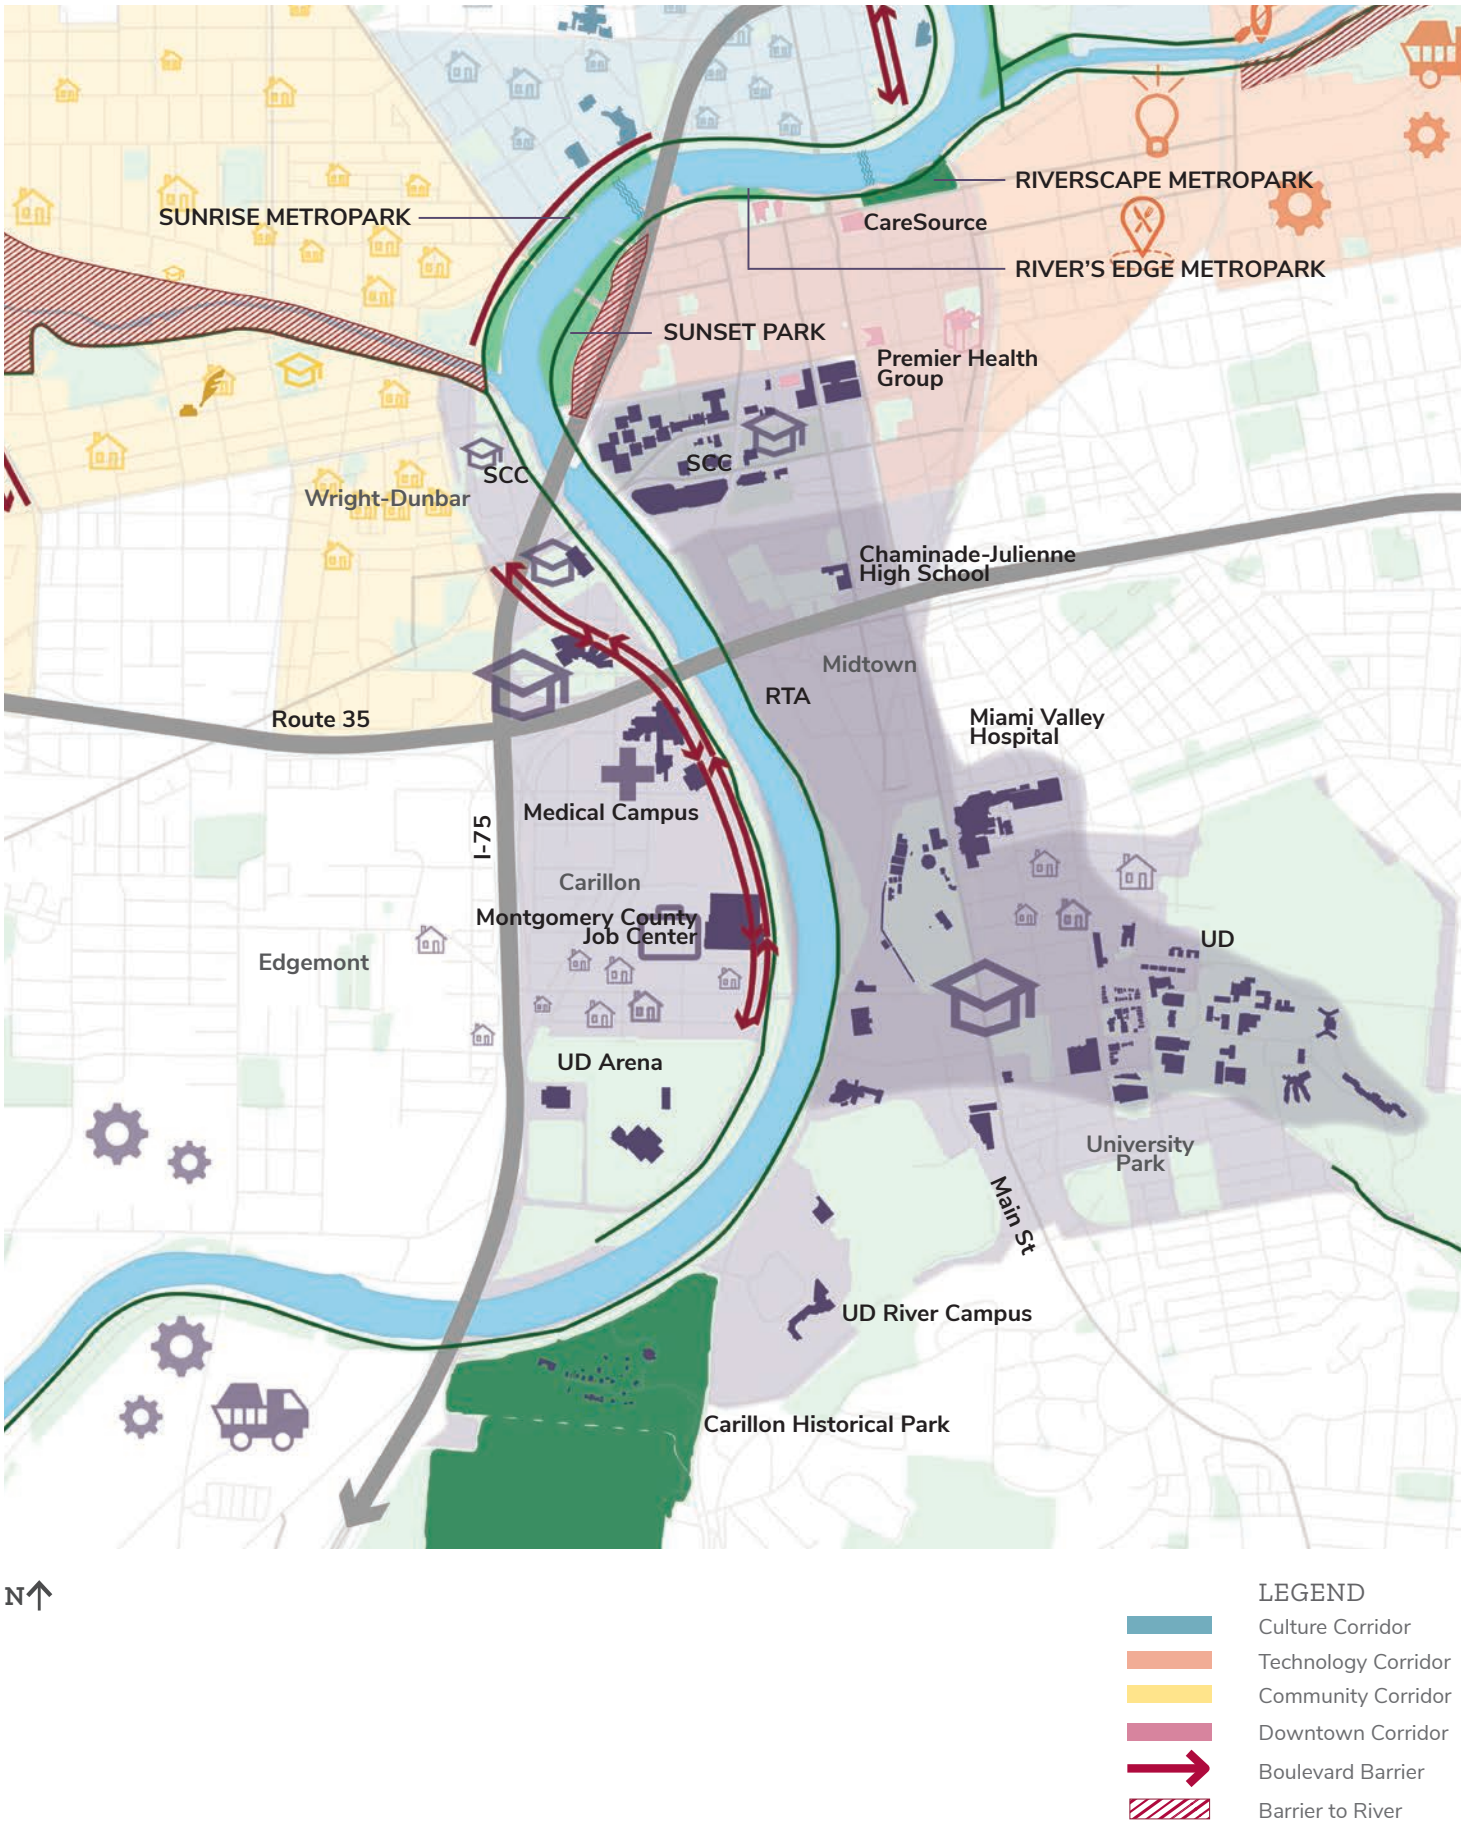 RIVERSCAPE METROPARK
SUNRISE METROPARK
CareSource
RIVER'S EDGE METROPARK
SUNSET PARK
Premier Health
Group
SCC
SCC
Wright-Dunbar
Chaminade-Julienne
High School
Midtown
RTA
Route 35
Miami Valley
Hospital
Medical Campus
I-75
Carillon
Montgomery County
Job Center
UD
Edgemont
UD Arena
University
Park
Main St
UD River Campus
Carillon Historical Park
N
LEGEND
Culture Corridor
Technology Corridor
Community Corridor
Downtown Corridor
Boulevard Barrier
Barrier to River